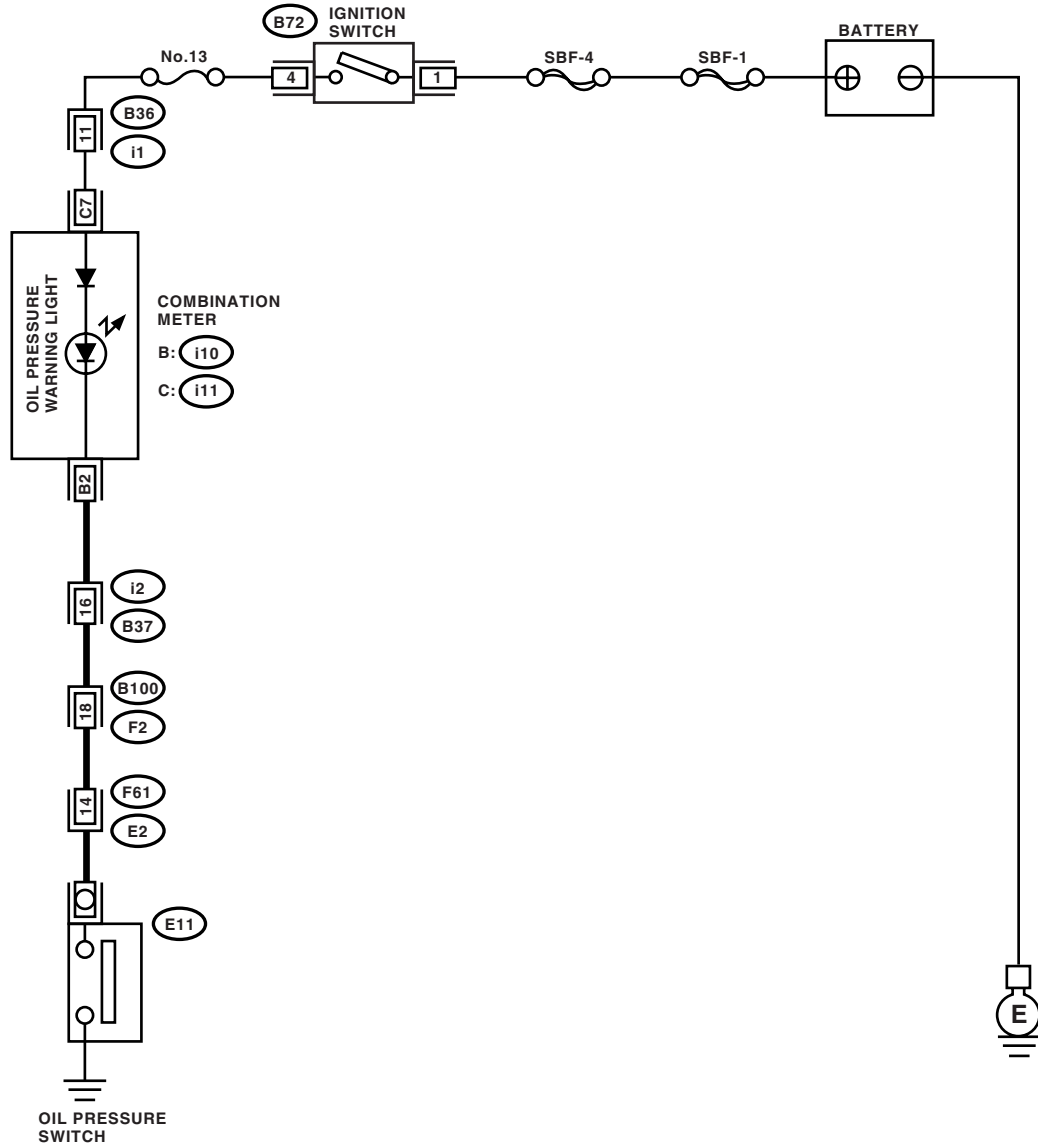 B72
IGNITION
SWITCH
BATTERY
No.13
SBF-4
SBF-1
4
1
11
B36
i1
C7
OIL PRESSURE
WARNING LIGHT
COMBINATION
METER
B: i10
C: i11
B2
16
i2
B37
18
B100
F2
14
F61
E2
E11
E
OIL PRESSURE
SWITCH